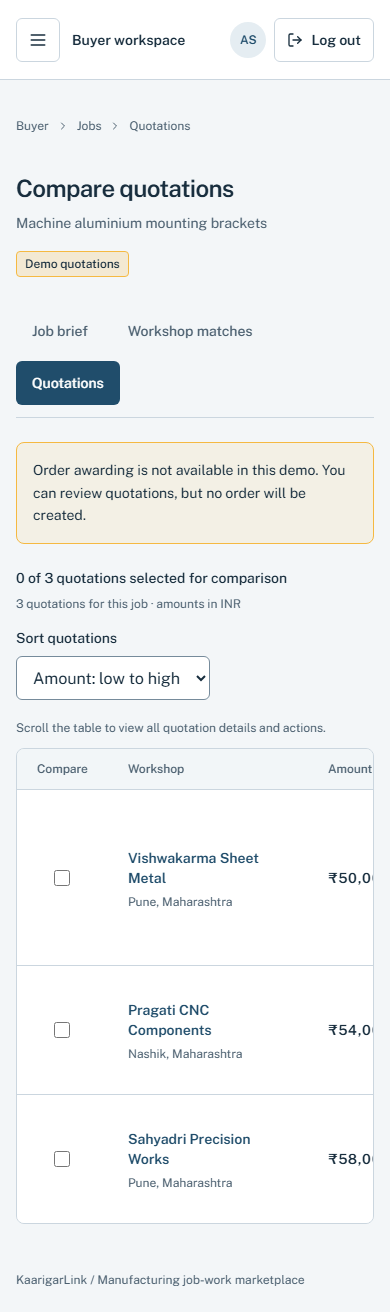 Buyer workspace
AS
Log out
Buyer > Jobs > Quotations
Compare quotations
Machine aluminium mounting brackets
Demo quotations
Job brief
Workshop matches
Quotations
Order awarding is not available in this demo. You
can review quotations, but no order will be
created.
0 of 3 quotations selected for comparison
3 quotations for this job · amounts in INR
Sort quotations
Amount: low to high
Scroll the table to view all quotation details and actions.
Compare Workshop Amount
Vishwakarma Sheet
Metal
Pune, Maharashtra
Pragati CNC
Components
Nashik, Maharashtra
Sahyadri Precision
Works
Pune, Maharashtra
KaarigarLink / Manufacturing job-work marketplace